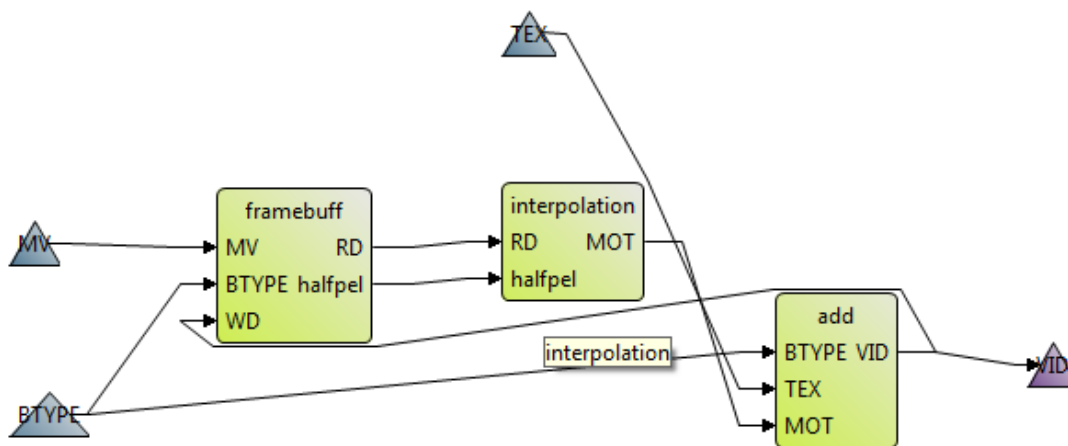 TEX
MV
framebuff
MV RD
BTYPE halfpel
WD
interpolation
RD MOT
halfpel
interpolation
add
BTYPE VID
TEX
MOT
VID
BTYPE